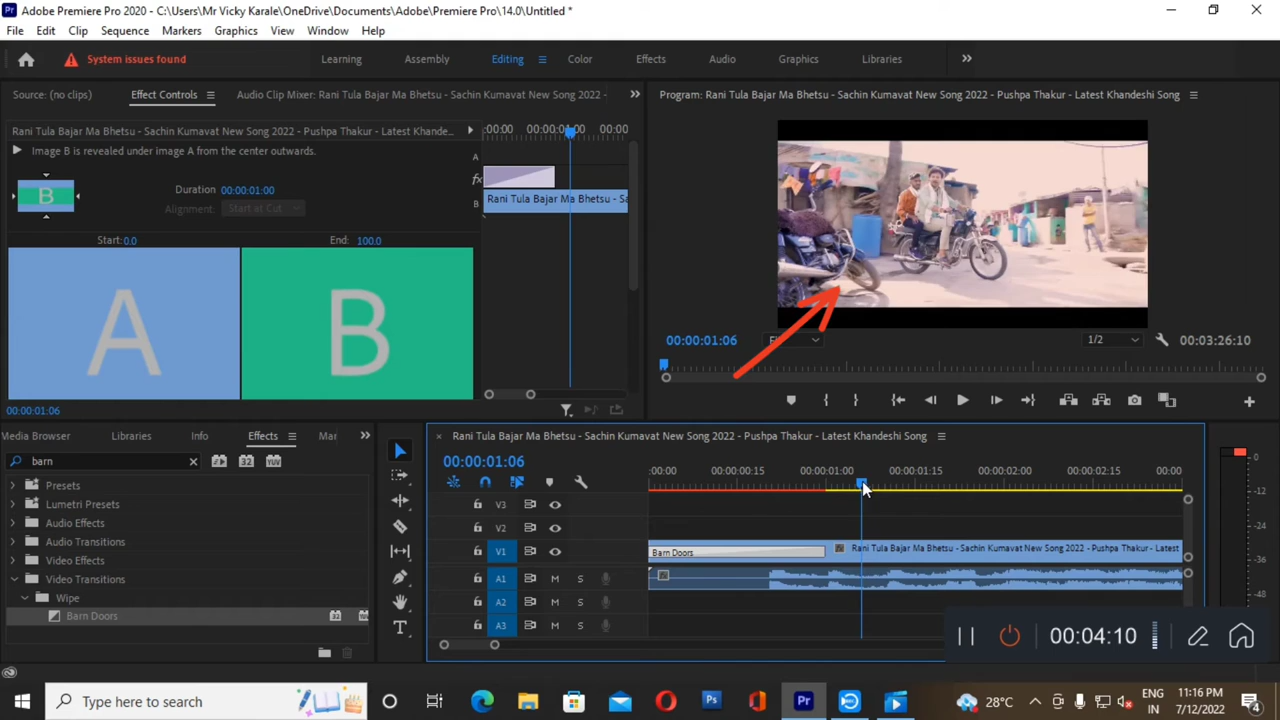 Pr Adobe Premiere Pro 2020 - C:\Users\Mr Vicky Karale\OneDrive\Documents\Adobe\Premiere Pro\14.0\Untitled *
File Edit Clip Sequence Markers Graphics View Window Help
System issues found Learning Assembly Editing Color Effects Audio Graphics Libraries
Source: (no clips) Effect Controls Audio Clip Mixer: Rani Tula Bajar Ma Bhetsu - Sachin Kumavat New Song 2022 -
Program: Rani Tula Bajar Ma Bhetsu - Sachin Kumavat New Song 2022 - Pushpa Thakur - Latest Khandeshi Song
Rani Tula Bajar Ma Bhetsu - Sachin Kumavat New Song 2022 - Pushpa Thakur - Latest Khande... :00:00 00:00:01:00 00:00
Image B is revealed under image A from the center outwards.
A
fx
B
B
Duration 00:00:01:00
Alignment: Start at Cut
Rani Tula Bajar Ma Bhetsu - Sa
Start: 0.0 End: 100.0
A B
00:00:01:06
00:00:01:06 1/2 00:03:26:10
Media Browser Libraries Info Effects Mar
barn
32 YUV
Presets
Lumetri Presets
Audio Effects
Audio Transitions
Video Effects
Video Transitions
Wipe
Barn Doors 32
Rani Tula Bajar Ma Bhetsu - Sachin Kumavat New Song 2022 - Pushpa Thakur - Latest Khandeshi Song
00:00:01:06
:00:00 00:00:00:15 00:00:01:00 00:00:01:15 00:00:02:00 00:00:02:15 00:00
V3
V2
V1 Barn Doors Rani Tula Bajar Ma Bhetsu - Sachin Kumavat New Song 2022 - Pushpa Thakur - Latest
A1 M S
A2 M S
A3 M S
0
-12
-24
-36
-48
00:04:10
Type here to search
Ps Pr
28°C
ENG
IN
11:16 PM
7/12/2022
4